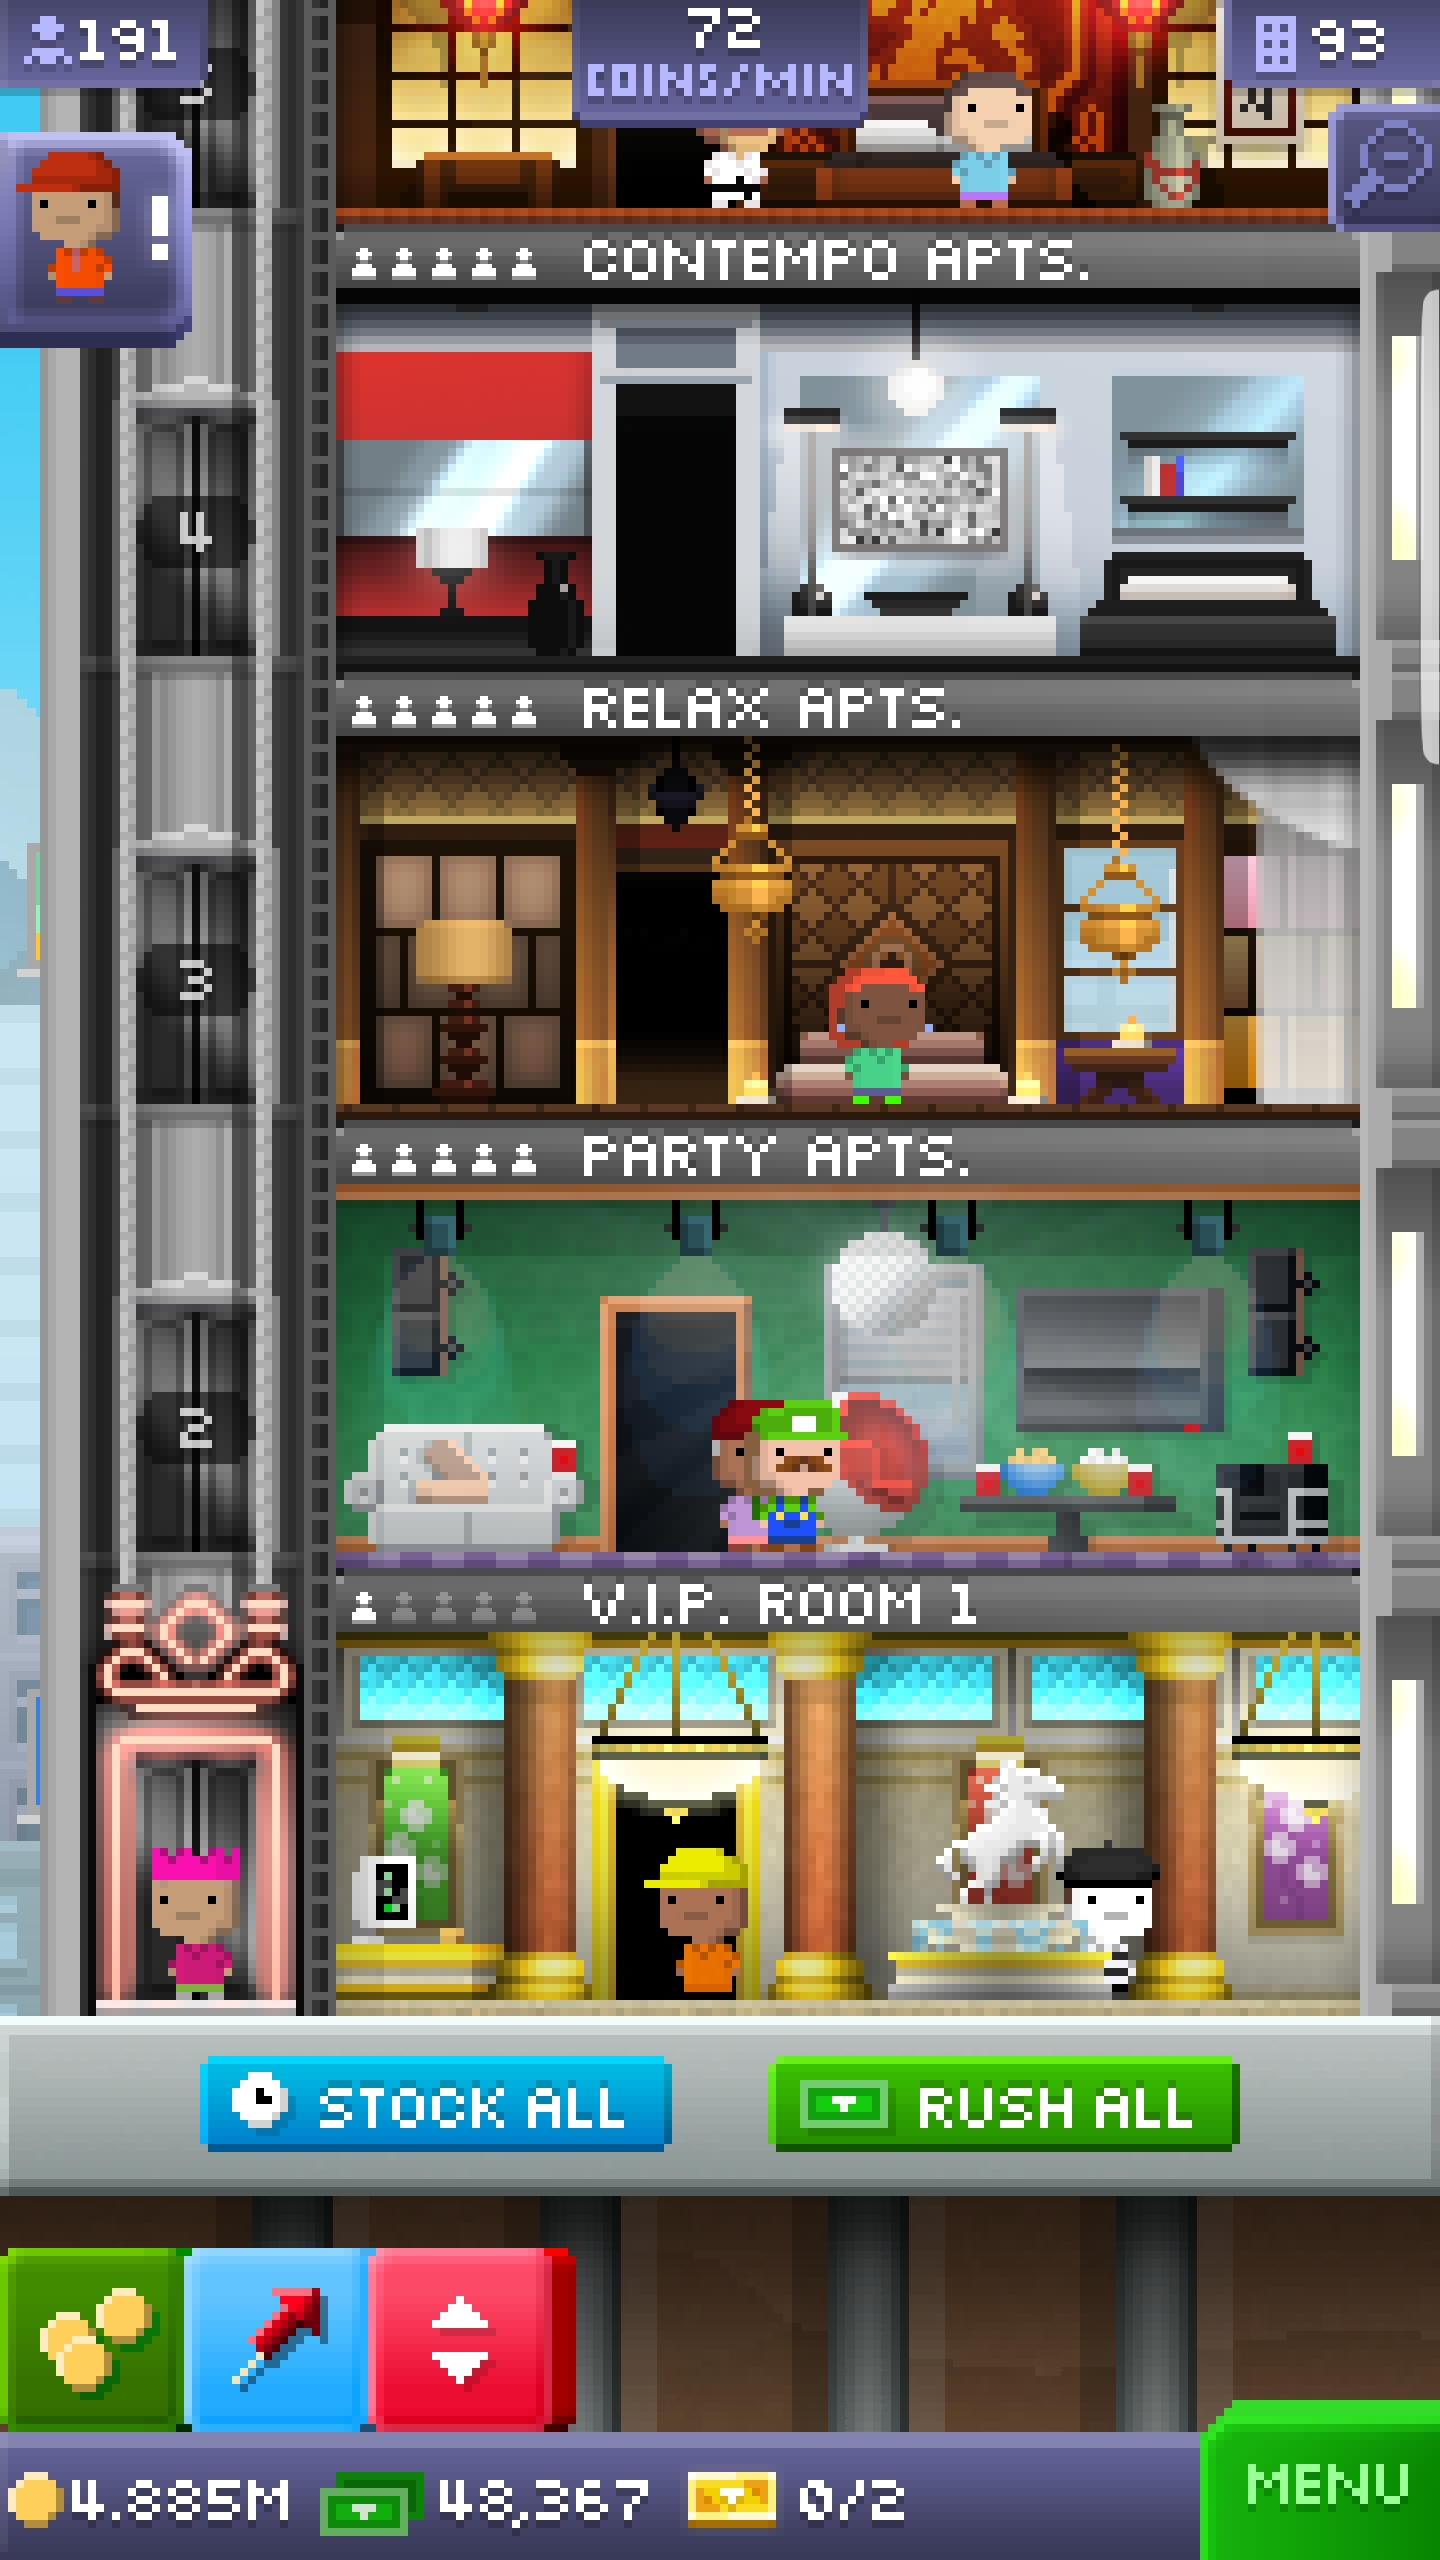 191
72
COINS/MIN
93
!
CONTEMPO APTS.
4
RELAX APTS.
3
PARTY APTS.
2
V.I.P. ROOM 1
STOCK ALL
RUSH ALL
4.885M
48,367
0/2
MENU